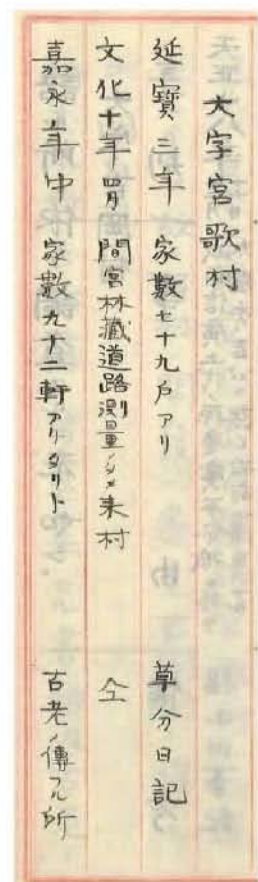 大字宮歌村
延寳三年 家數七十九戸アリ 草分日記
文化十年四月 間宮林藏道路測量ノタメ来村 仝
嘉永年中 家數九十二軒アリタリト 古老ノ傳フル所